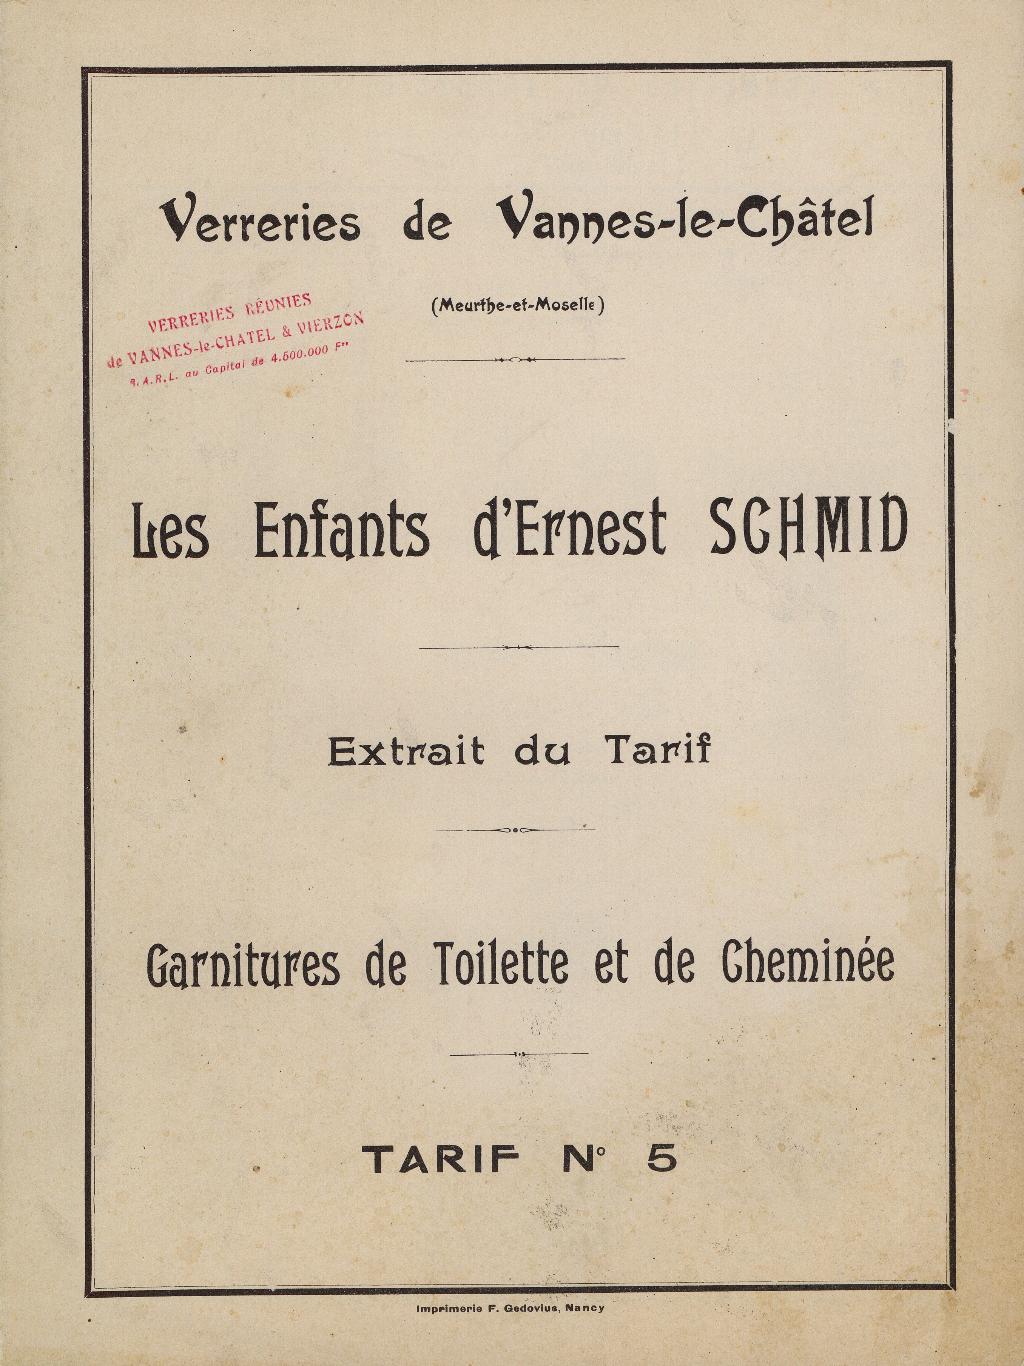 Verreries de Vannes-le-Châtel
(Meurthe-et-Moselle)
VERRERIES RÉUNIES
de VANNES-le-CHATEL & VIERZON
S.A.R.L. au Capital de 4.500.000 Frs
Les Enfants d'Ernest SCHMID
Extrait du Tarif
Garnitures de Toilette et de Cheminée
TARIF N° 5
Imprimerie F. Gedovius, Nancy